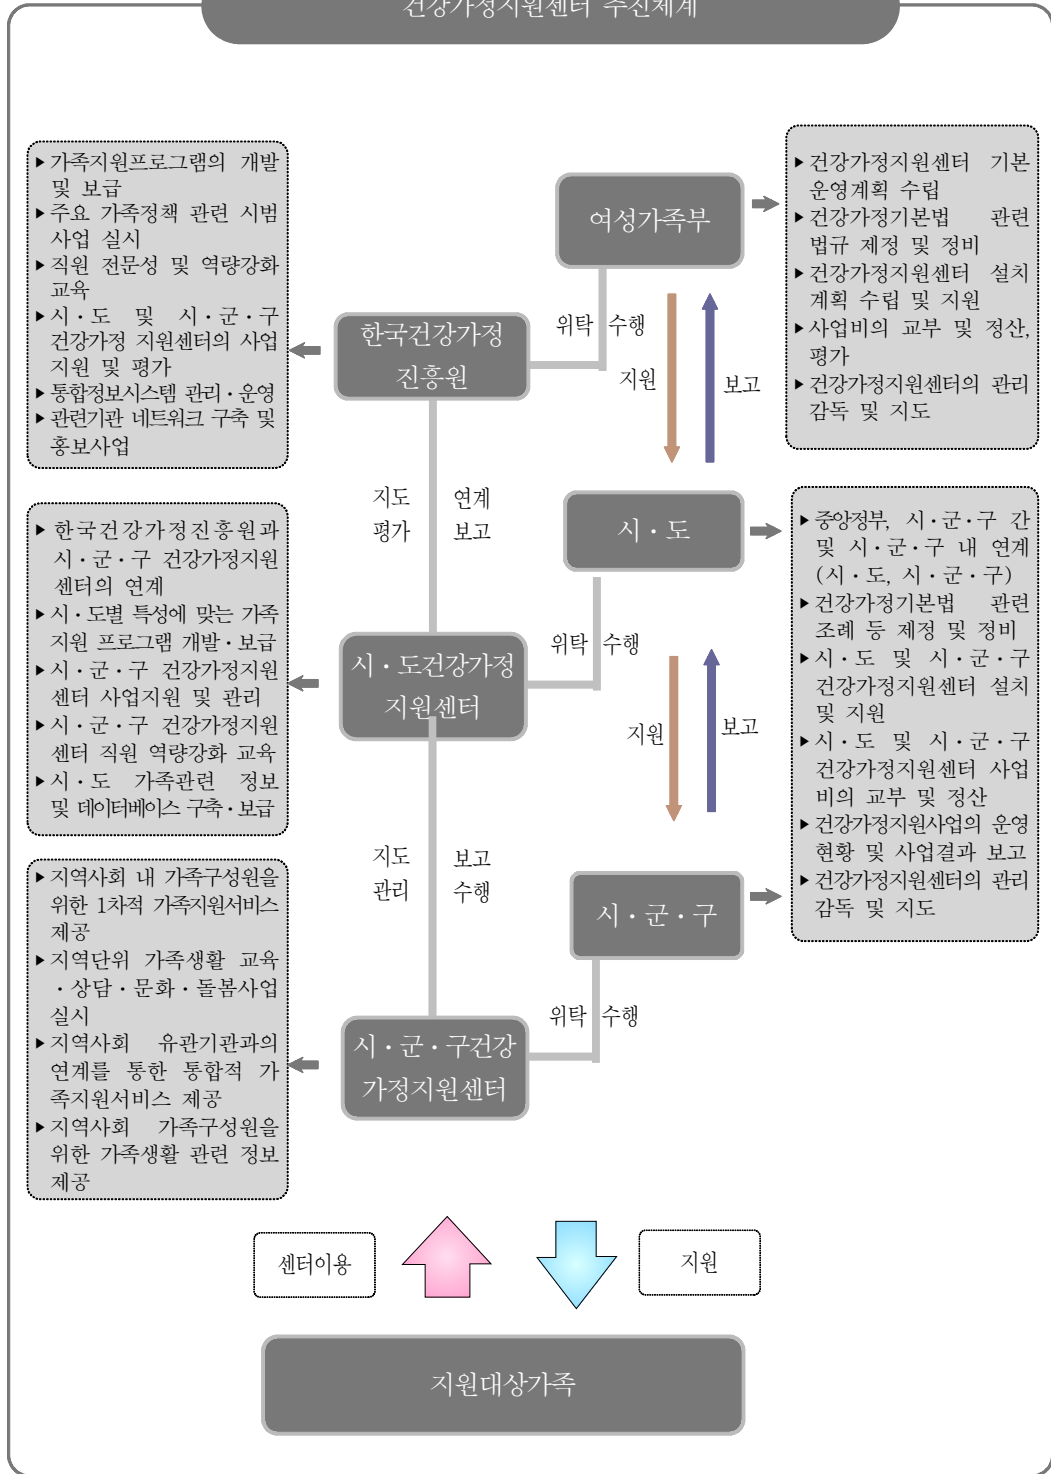 건강가정지원센터 추진체계
▶가족지원프로그램의 개발
및 보급
▶주요 가족정책 관련 시범
사업 실시
▶직원 전문성 및 역량강화
교육
▶시・도 및 시・군・구
건강가정 지원센터의 사업
지원 및 평가
▶통합정보시스템 관리・운영
▶관련기관 네트워크 구축 및
홍보사업
여성가족부
▶건강가정지원센터 기본
운영계획 수립
▶건강가정기본법 관련
법규 제정 및 정비
▶건강가정지원센터 설치
계획 수립 및 지원
▶사업비의 교부 및 정산,
평가
▶건강가정지원센터의 관리
감독 및 지도
한국건강가정
진흥원
위탁 수행
지원
보고
지도 연계
평가 보고
시・도
▶한국건강가정진흥원과
시・군・구 건강가정지원
센터의 연계
▶시・도별 특성에 맞는 가족
지원 프로그램 개발・보급
▶시・군・구 건강가정지원
센터 사업지원 및 관리
▶시・군・구 건강가정지원
센터 직원 역량강화 교육
▶시・도 가족관련 정보
및 데이터베이스 구축・보급
▶중앙정부, 시・군・구 간
및 시・군・구 내 연계
(시・도, 시・군・구)
▶건강가정기본법 관련
조례 등 제정 및 정비
▶시・도 및 시・군・구
건강가정지원센터 설치
및 지원
▶시・도 및 시・군・구
건강가정지원센터 사업
비의 교부 및 정산
▶건강가정지원사업의 운영
현황 및 사업결과 보고
▶건강가정지원센터의 관리
감독 및 지도
시・도건강가정
지원센터
위탁 수행
지원
보고
지도 보고
관리 수행
시・군・구
▶지역사회 내 가족구성원을
위한 1차적 가족지원서비스
제공
▶지역단위 가족생활 교육
・상담・문화・돌봄사업
실시
▶지역사회 유관기관과의
연계를 통한 통합적 가
족지원서비스 제공
▶지역사회 가족구성원을
위한 가족생활 관련 정보
제공
위탁 수행
시・군・구건강
가정지원센터
센터이용
지원
지원대상가족